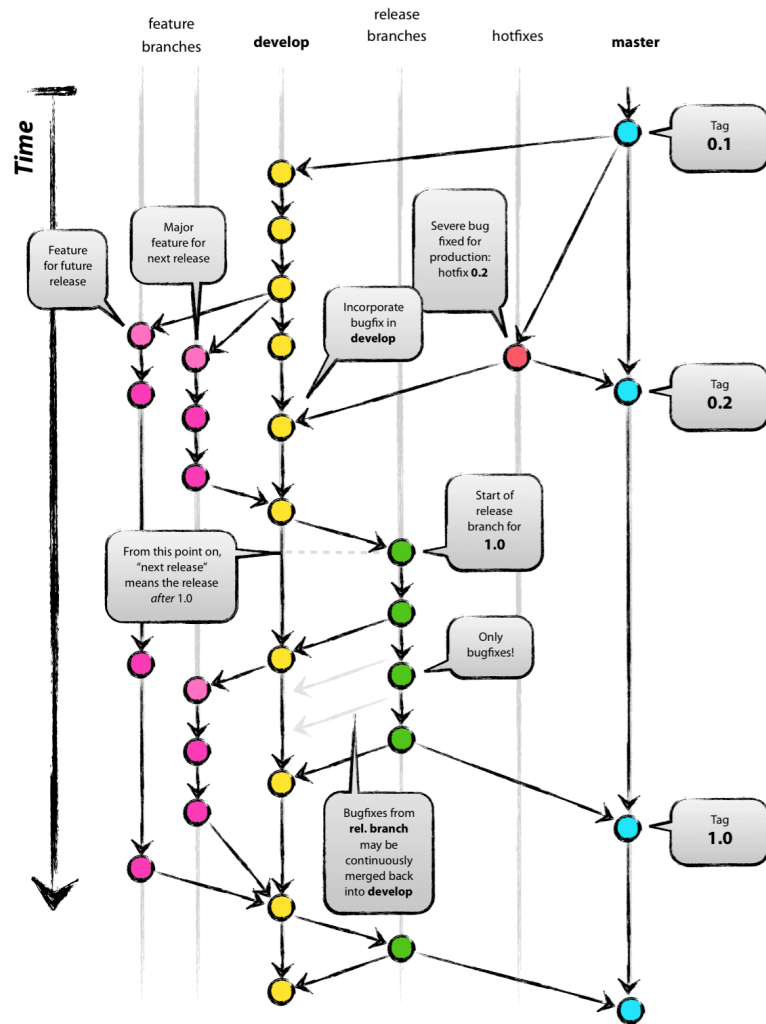 feature
branches
develop
release
branches
hotfixes
master
Time
Tag
0.1
Feature
for future
release
Major
feature for
next release
Severe bug
fixed for
production:
hotfix 0.2
Incorporate
bugfix in
develop
Tag
0.2
Start of
release
branch for
1.0
From this point on,
“next release”
means the release
after 1.0
Only
bugfixes!
Bugfixes from
rel. branch
may be
continuously
merged back
into develop
Tag
1.0